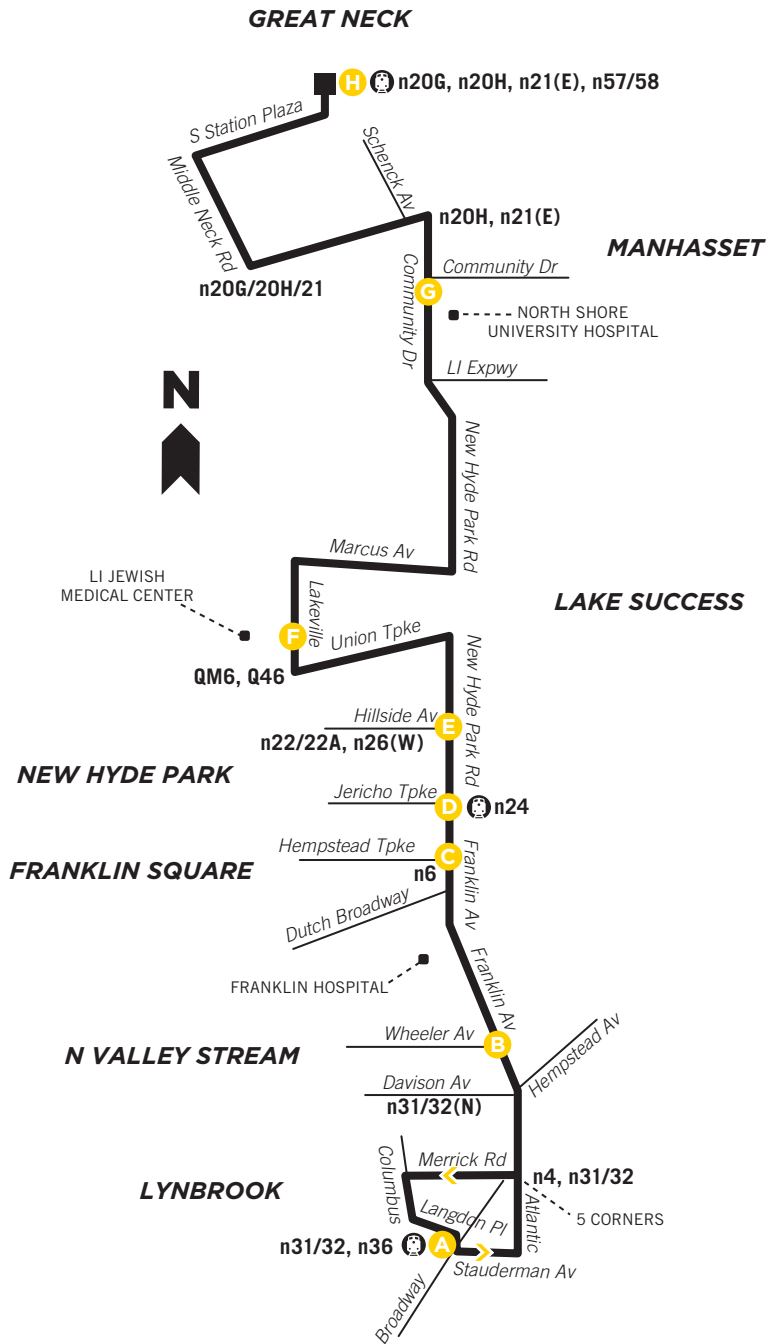 GREAT NECK
H n20G, n20H, n21(E), n57/58
S Station Plaza
Schenck Av
Middle Neck Rd
n20H, n21(E)
MANHASSET
Community Dr
n20G/20H/21
G
Community Dr
NORTH SHORE
UNIVERSITY HOSPITAL
LI Expwy
N
New Hyde Park Rd
Marcus Av
LI JEWISH
MEDICAL CENTER
Lakeville
LAKE SUCCESS
F
Union Tpke
QM6, Q46
New Hyde Park Rd
Hillside Av
E
n22/22A, n26(W)
NEW HYDE PARK
Jericho Tpke
D n24
Hempstead Tpke
C
FRANKLIN SQUARE
n6
Franklin Av
Dutch Broadway
Franklin Av
FRANKLIN HOSPITAL
Wheeler Av
B
Hempstead Av
N VALLEY STREAM
Davison Av
n31/32(N)
Merrick Rd
n4, n31/32
Columbus
LYNBROOK
Langdon Pl
Atlantic
5 CORNERS
n31/32, n36 A
Stauderman Av
Broadway